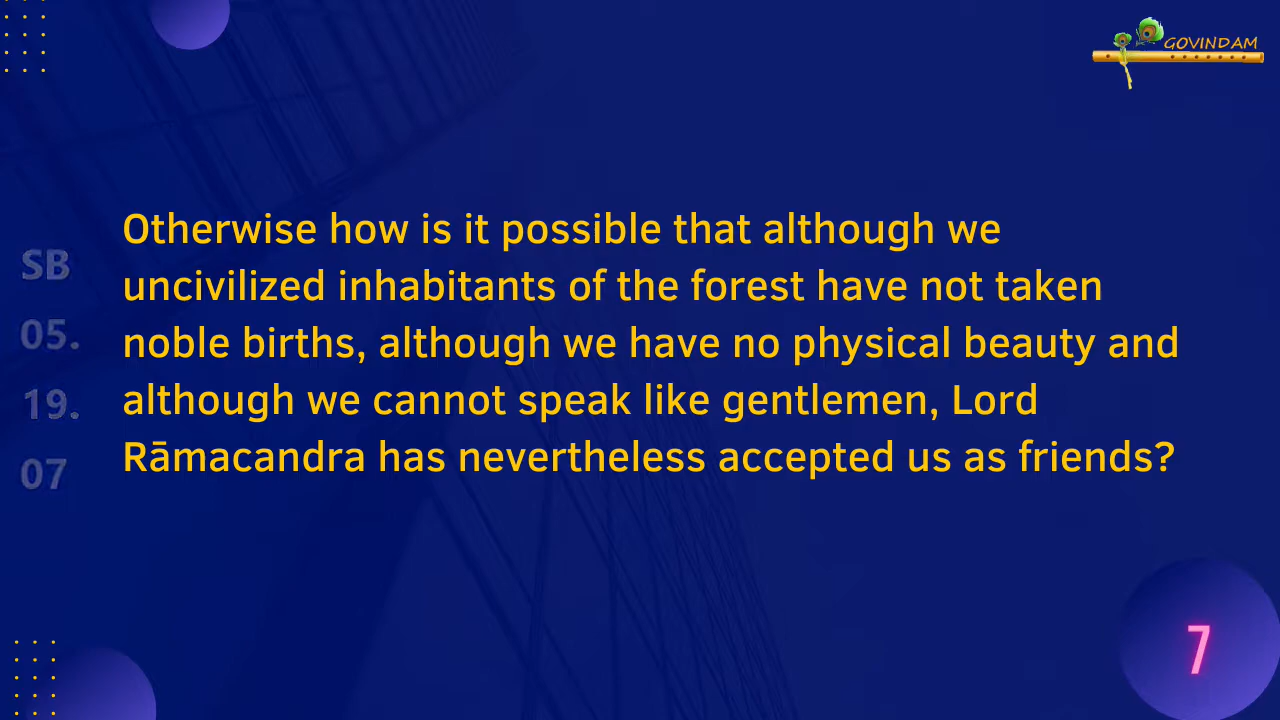 GOVINDAM
SB
05.
19.
07
Otherwise how is it possible that although we
uncivilized inhabitants of the forest have not taken
noble births, although we have no physical beauty and
although we cannot speak like gentlemen, Lord
Rāmacandra has nevertheless accepted us as friends?
7